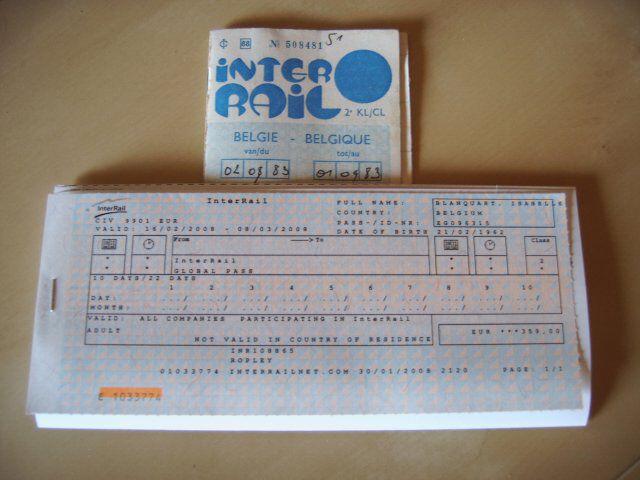 88 № 508481 51
INTER
RAIL
2e KL/CL
BELGIE - BELGIQUE
van/du tot/au
02 08 83 01 09 83
InterRail
InterRail
CIV 9901 EUR
VALID: 16/02/2008 - 08/03/2008
FULL NAME: BLANQUART, ISABELLE
COUNTRY: BELGIUM
PASS-/ID-NR: EG096315
DATE OF BIRTH 21/02/1962
From To Class
InterRail 2
GLOBAL PASS
10 DAYS/22 DAYS
1 2 3 4 5 6 7 8 9 10
DAY: .../ .../ .../ .../ .../ .../ .../ .../ .../ .../
MONTH: .../ .../ .../ .../ .../ .../ .../ .../ .../ .../
VALID: ALL COMPANIES PARTICIPATING IN InterRail
ADULT EUR ***359,00
NOT VALID IN COUNTRY OF RESIDENCE
INR108865
ROPLEY
01033774 INTERRAILNET.COM 30/01/2008 2120 PAGE: 1/1
E 1033774